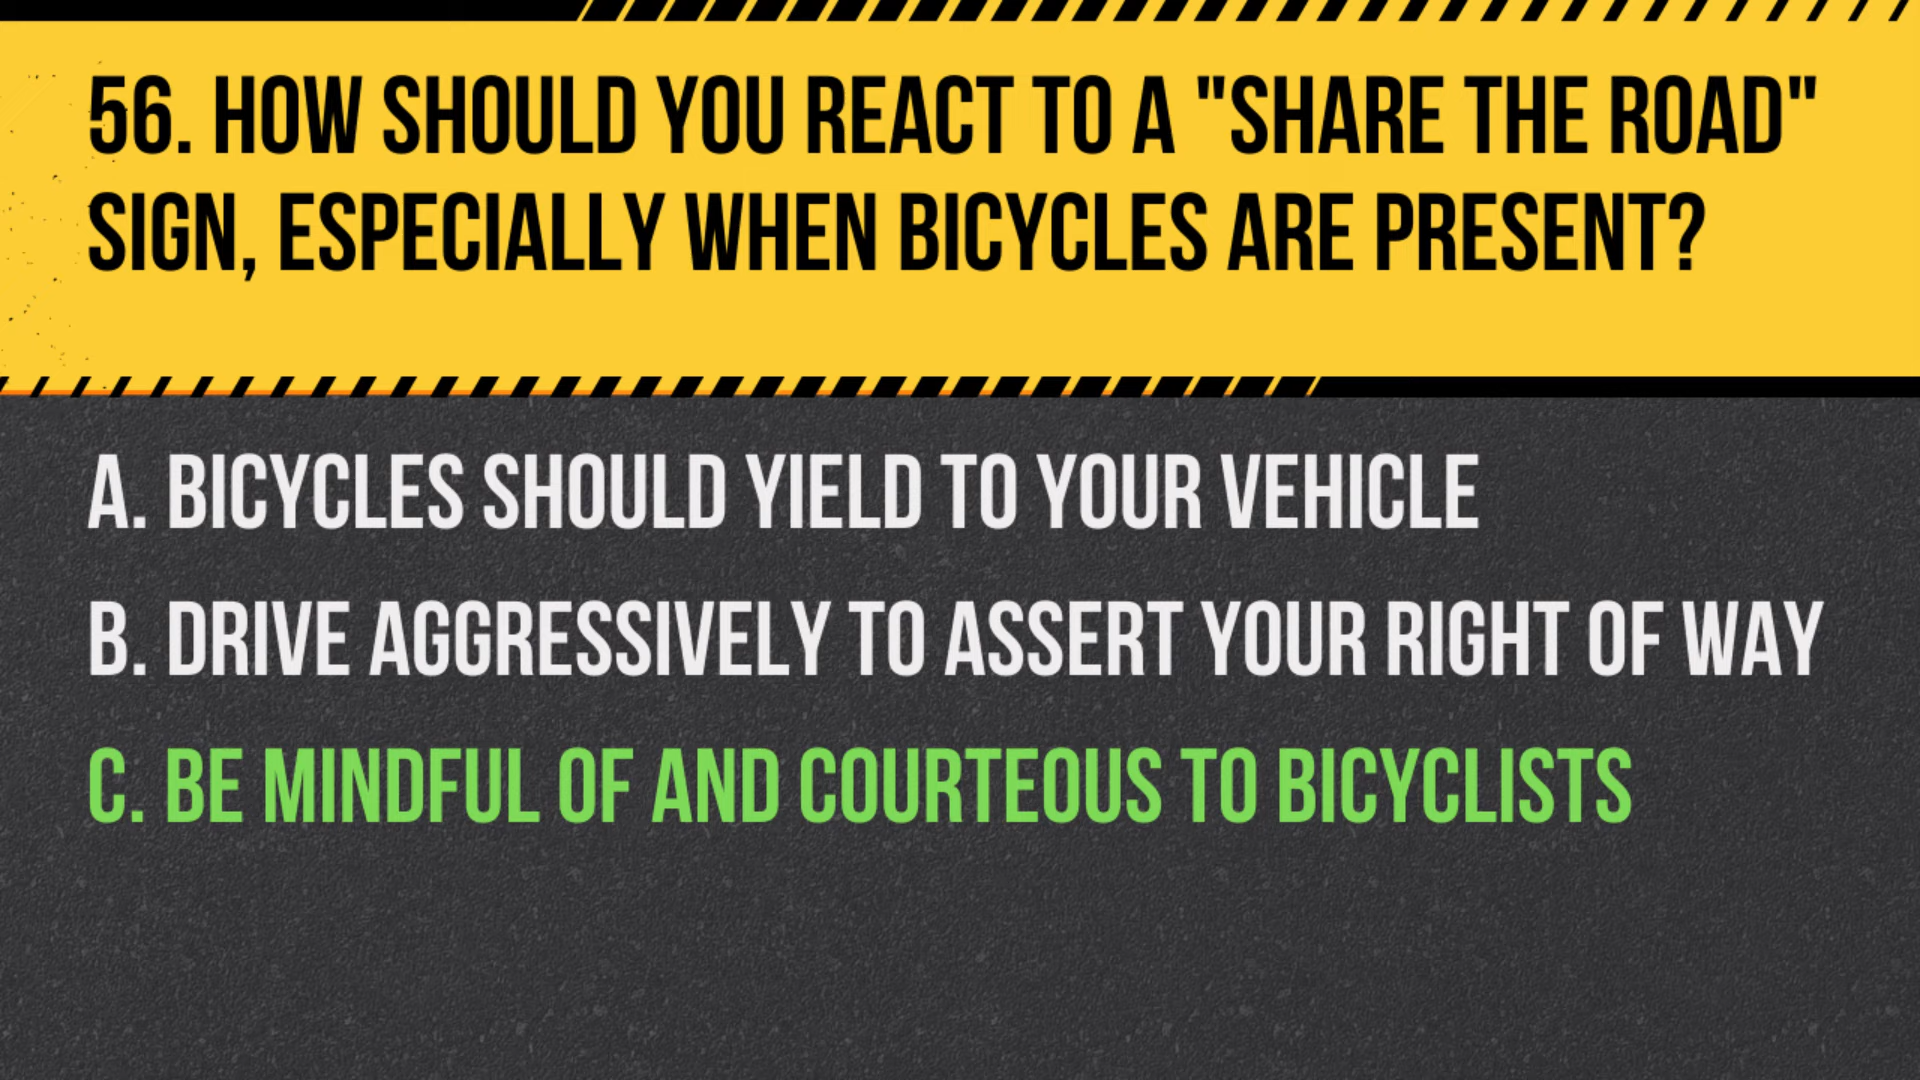 56. HOW SHOULD YOU REACT TO A "SHARE THE ROAD"
SIGN, ESPECIALLY WHEN BICYCLES ARE PRESENT?
A. BICYCLES SHOULD YIELD TO YOUR VEHICLE
B. DRIVE AGGRESSIVELY TO ASSERT YOUR RIGHT OF WAY
C. BE MINDFUL OF AND COURTEOUS TO BICYCLISTS